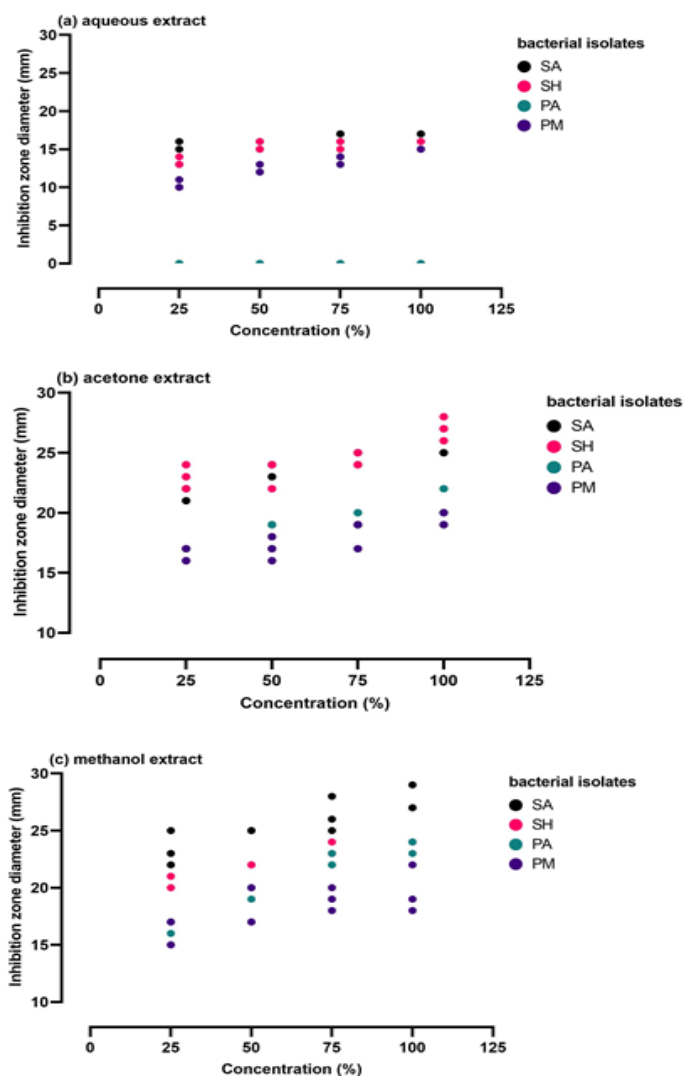 (a) aqueous extract
30
25
20
15
10
5
0
Inhibition zone diameter (mm)
0 25 50 75 100 125
Concentration (%)
bacterial isolates
SA
SH
PA
PM
(b) acetone extract
30
25
20
15
10
Inhibition zone diameter (mm)
0 25 50 75 100 125
Concentration (%)
bacterial isolates
SA
SH
PA
PM
(c) methanol extract
30
25
20
15
10
Inhibition zone diameter (mm)
0 25 50 75 100 125
Concentration (%)
bacterial isolates
SA
SH
PA
PM